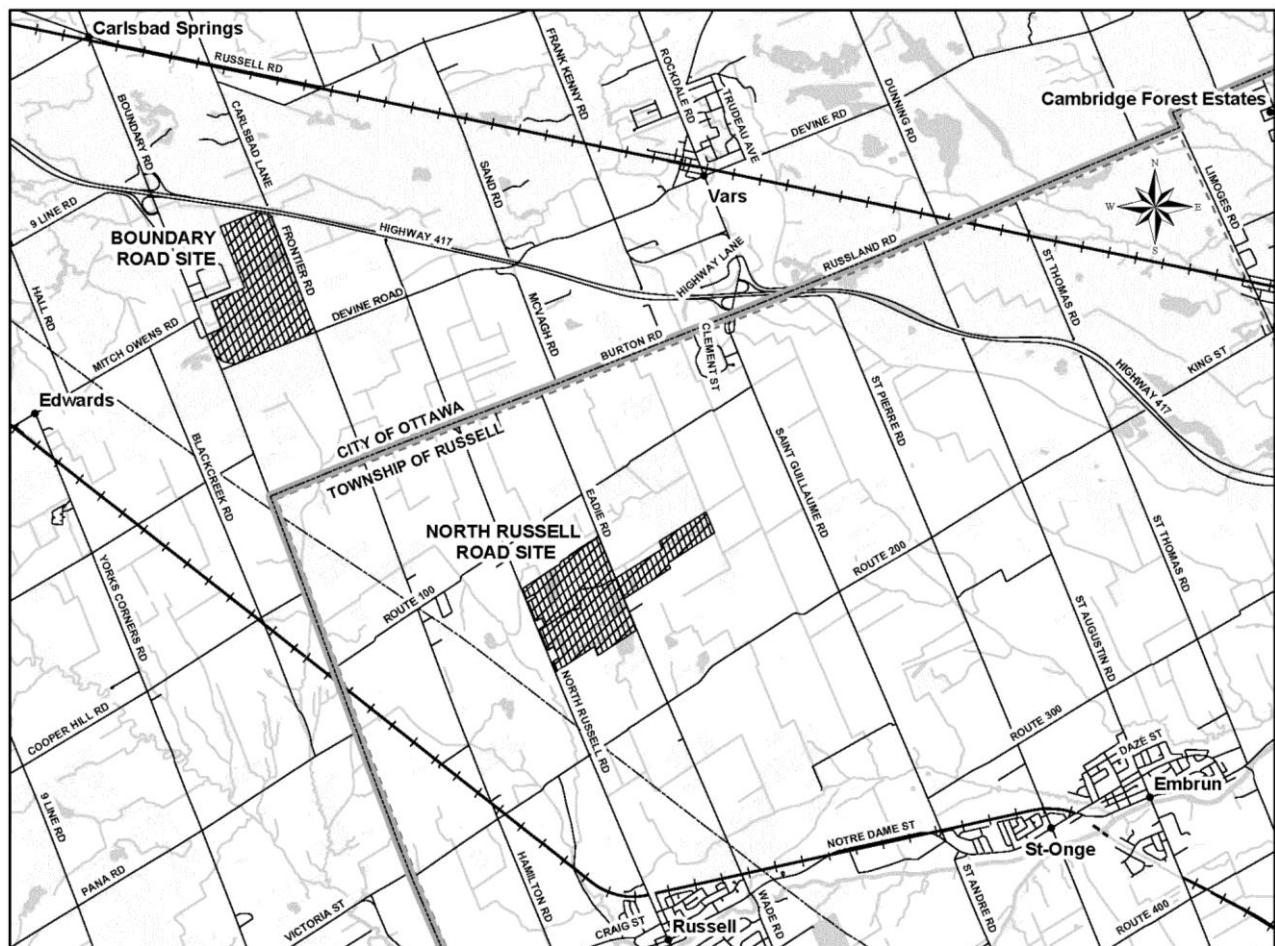 Carlsbad Springs
RUSSELL RD
BOUNDARY RD
CARLSBAD LANE
SAND RD
FRANK KENNY RD
ROCKDALE RD
TRUDEAU AVE
DEVINE RD
DUNNING RD
Cambridge Forest Estates
LIMOGES RD
N
W
E
S
Vars
9 LINE RD
BOUNDARY
ROAD SITE
FRONTIER RD
HIGHWAY 417
HIGHWAY LANE
RUSSLAND RD
ST THOMAS RD
HALL RD
MITCH OWENS RD
DEVINE ROAD
MCVAGH RD
BURTON RD
CLEMENT ST
KING ST
HIGHWAY 417
Edwards
BLACKCREEK RD
CITY OF OTTAWA
TOWNSHIP OF RUSSELL
ST PIERRE RD
SAINT GUILLAUME RD
NORTH RUSSELL
ROAD SITE
EADIE RD
ROUTE 200
ST THOMAS RD
YORKS CORNERS RD
ROUTE 100
ST AUGUSTIN RD
COOPER HILL RD
NORTH RUSSELL RD
ROUTE 300
DAZÉ ST
Embrun
9 LINE RD
NOTRE DAME ST
St-Onge
PANA RD
HAMILTON RD
VICTORIA ST
CRAIG ST
Russell
WADE RD
ST ANDRE RD
ROUTE 400